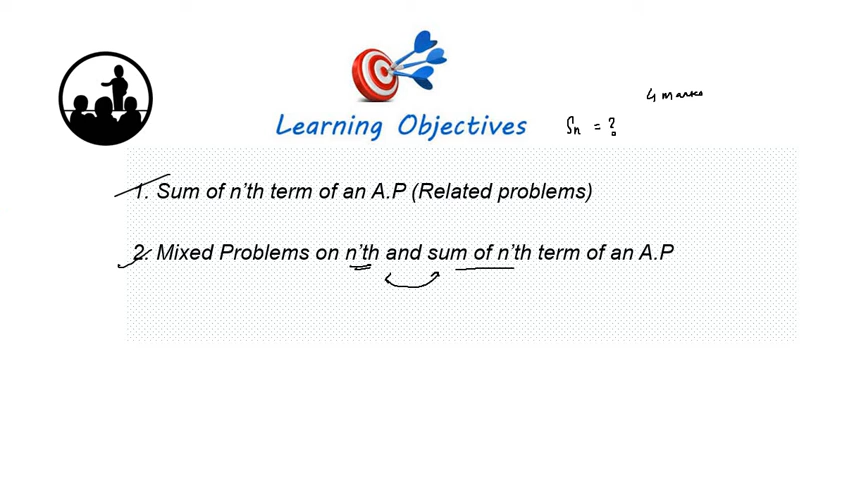 4 marks
Learning Objectives
Sn = ?
1. Sum of n'th term of an A.P (Related problems)
2. Mixed Problems on n'th and sum of n'th term of an A.P